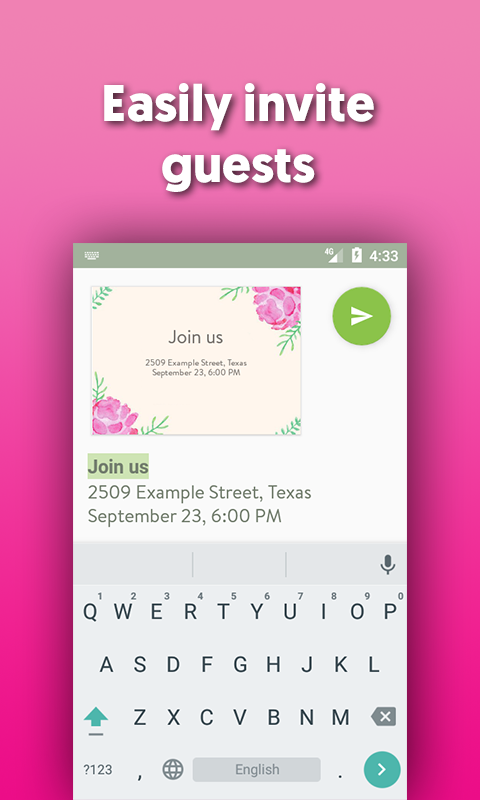 Easily invite
guests
4G 4:33
Join us
2509 Example Street, Texas
September 23, 6:00 PM
Join us
2509 Example Street, Texas
September 23, 6:00 PM
1 2 3 4 5 6 7 8 9 0
Q W E R T Y U I O P
A S D F G H J K L
Z X C V B N M
?123 , English .